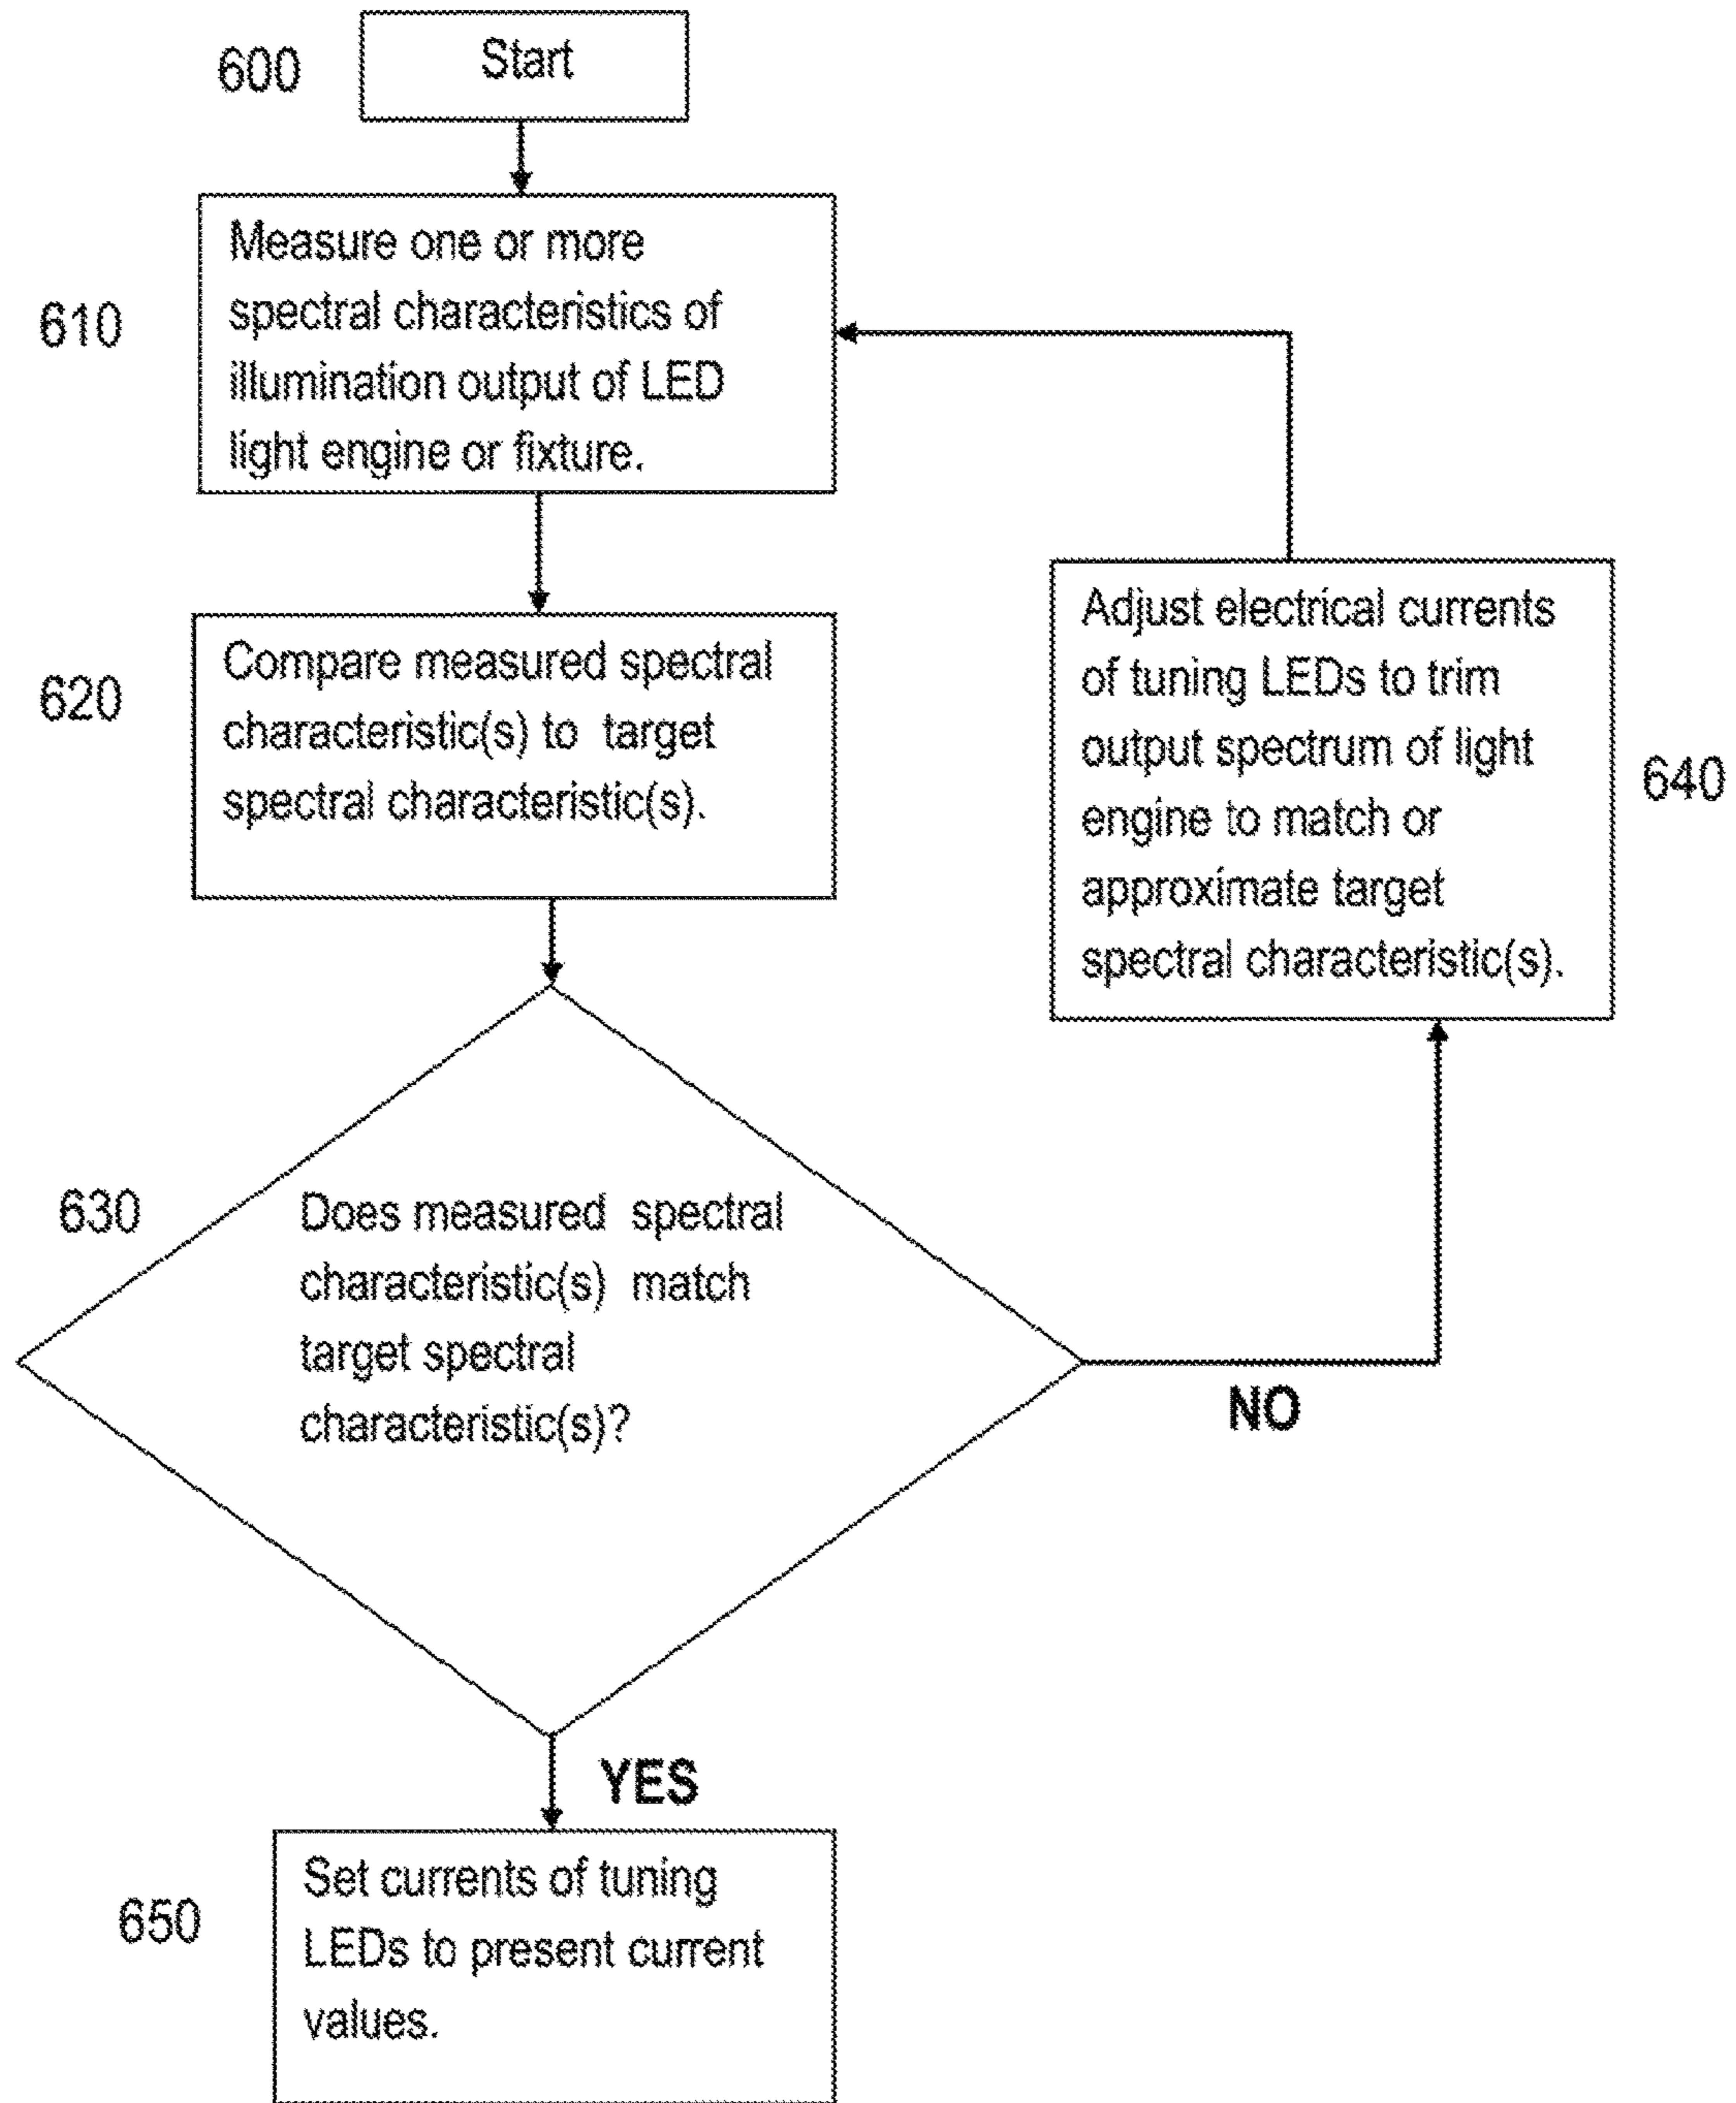 600
Start
610
Measure one or more
spectral characteristics of
illumination output of LED
light engine or fixture.
620
Compare measured spectral
characteristic(s) to target
spectral characteristic(s).
630
Does measured spectral
characteristic(s) match
target spectral
characteristic(s)?
NO
Adjust electrical currents
of tuning LEDs to trim
output spectrum of light
engine to match or
approximate target
spectral characteristic(s).
640
YES
650
Set currents of tuning
LEDs to present current
values.